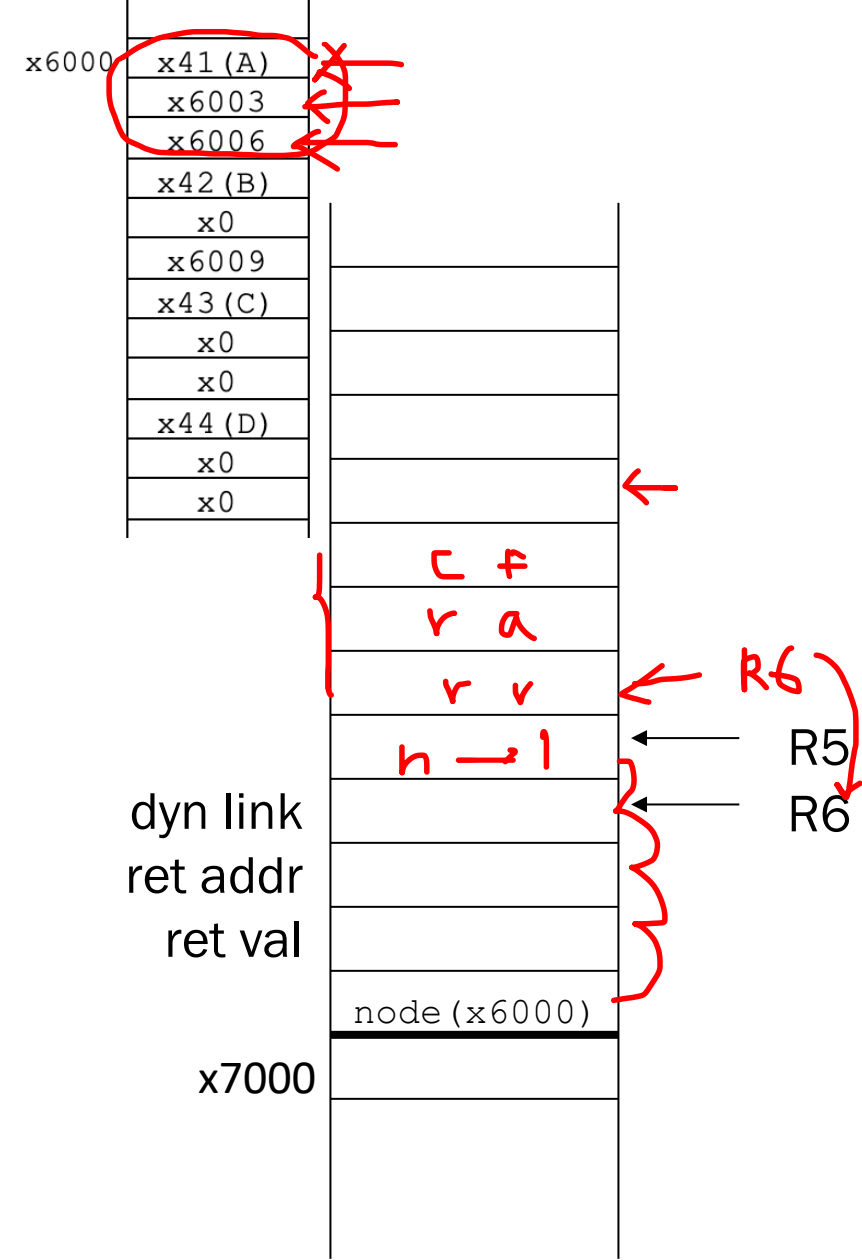 x6000 x41(A)
x6003
x6006
x42(B)
x0
x6009
x43(C)
x0
x0
x44(D)
x0
x0
r a
r v
R6
R5
R6
dyn link
ret addr
ret val
node(x6000)
x7000